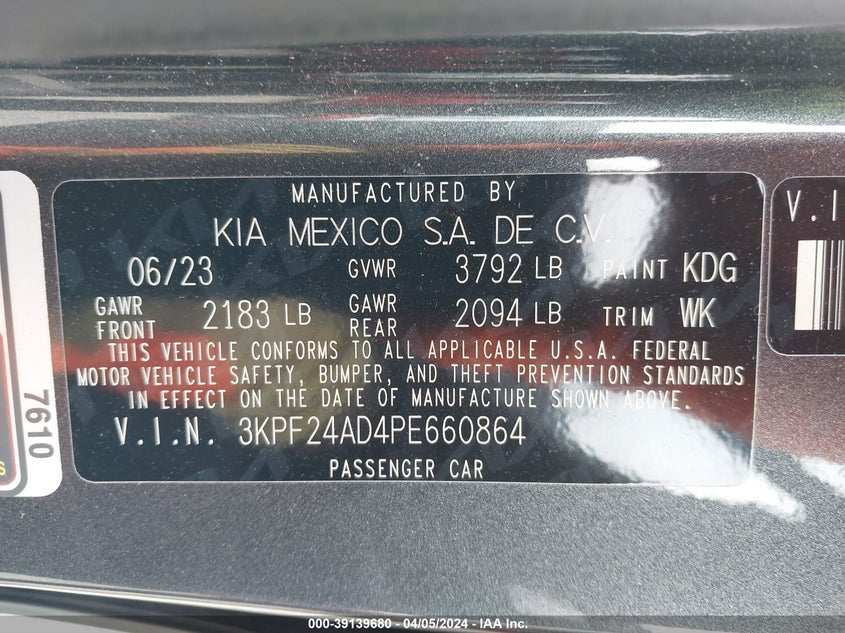 MANUFACTURED BY
KIA MEXICO S.A. DE C.V.
06/23 GVWR 3792 LB PAINT KDG
GAWR FRONT 2183 LB GAWR REAR 2094 LB TRIM WK
THIS VEHICLE CONFORMS TO ALL APPLICABLE U.S.A. FEDERAL
MOTOR VEHICLE SAFETY, BUMPER, AND THEFT PREVENTION STANDARDS
IN EFFECT ON THE DATE OF MANUFACTURE SHOWN ABOVE.
V.I.N. 3KPF24AD4PE660864
PASSENGER CAR
7610
V.I
000-39139680 - 04/05/2024 - IAA Inc.